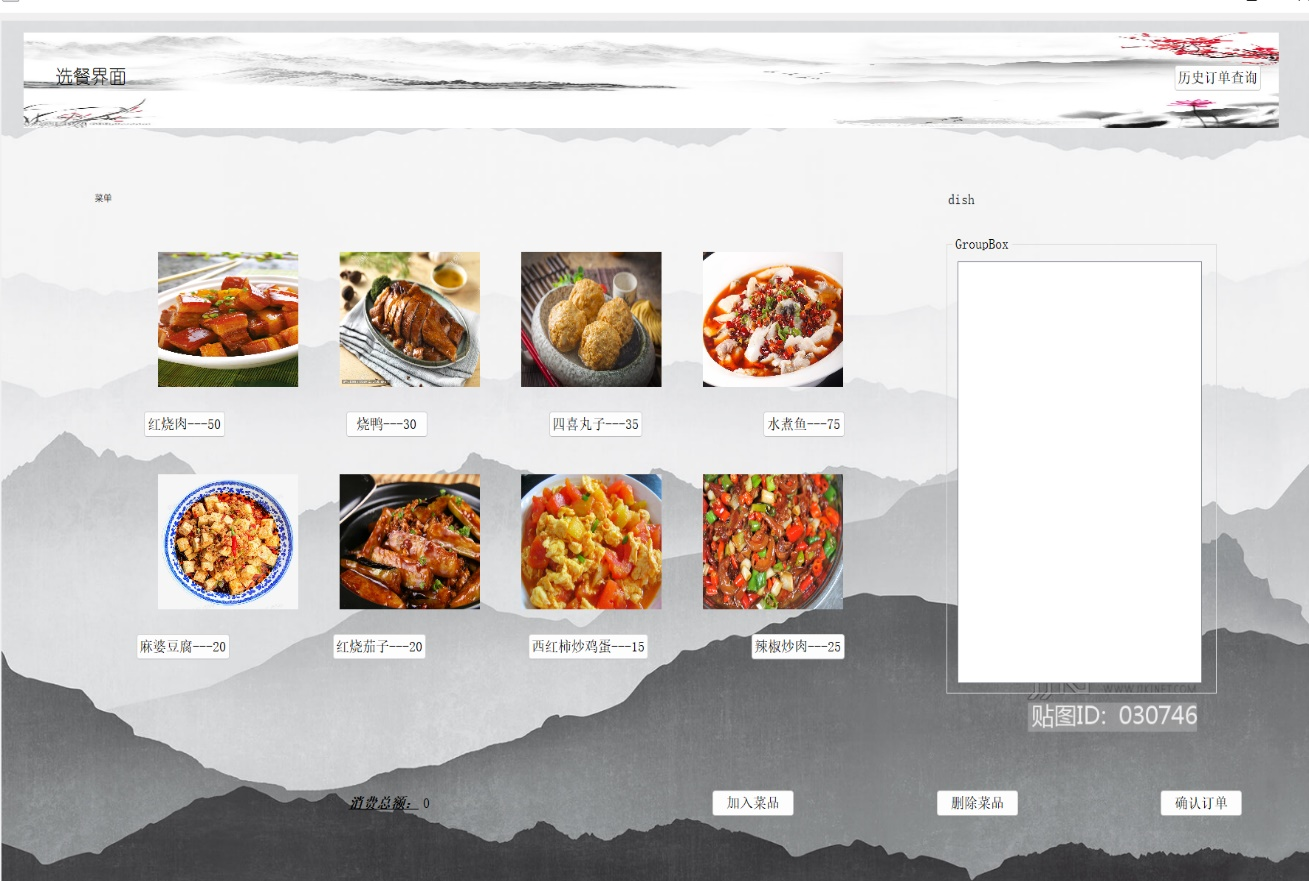 选餐界面
历史订单查询
菜单
dish
GroupBox
红烧肉---50
烧鸭---30
四喜丸子---35
水煮鱼---75
麻婆豆腐---20
红烧茄子---20
西红柿炒鸡蛋---15
辣椒炒肉---25
贴图ID: 030746
消费总额： 0
加入菜品
删除菜品
确认订单